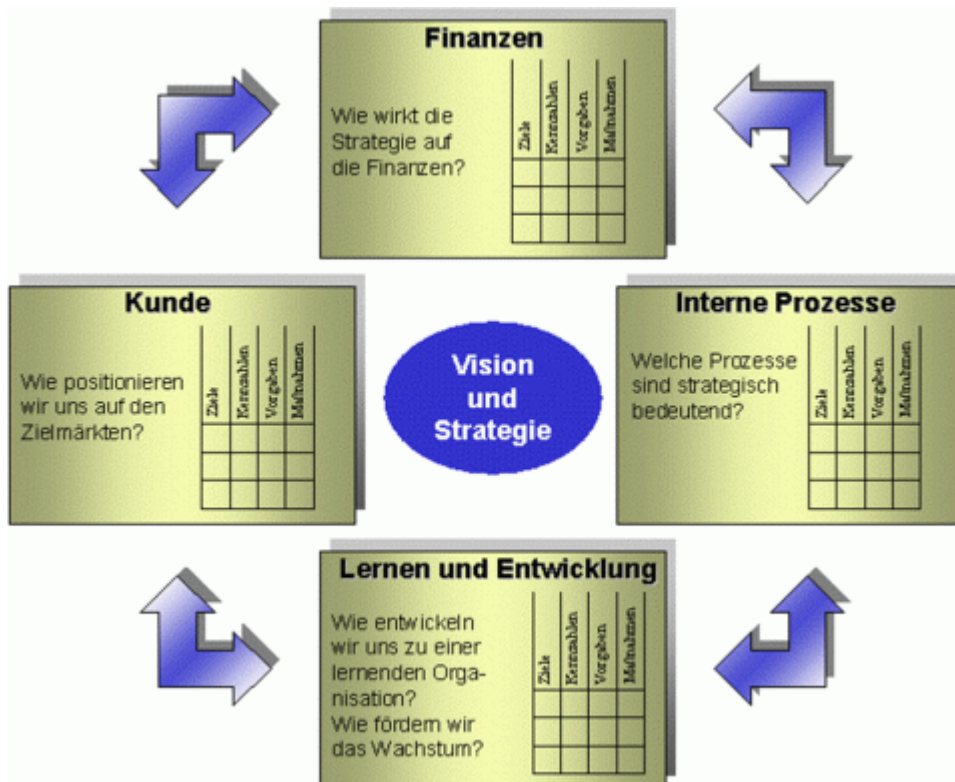 Finanzen
Wie wirkt die
Strategie auf
die Finanzen?
Ziele
Kennzahlen
Vorgaben
Maßnahmen
Kunde
Wie positionieren
wir uns auf den
Zielmärkten?
Ziele
Kennzahlen
Vorgaben
Maßnahmen
Vision
und
Strategie
Interne Prozesse
Welche Prozesse
sind strategisch
bedeutend?
Ziele
Kennzahlen
Vorgaben
Maßnahmen
Lernen und Entwicklung
Wie entwickeln
wir uns zu einer
lernenden Orga-
nisation?
Wie fördern wir
das Wachstum?
Ziele
Kennzahlen
Vorgaben
Maßnahmen